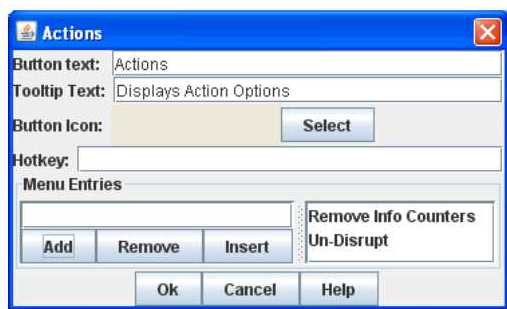 Actions
Button text: Actions
Tooltip Text: Displays Action Options
Button Icon: Select
Hotkey:
Menu Entries
Remove Info Counters
Un-Disrupt
Add Remove Insert
Ok Cancel Help